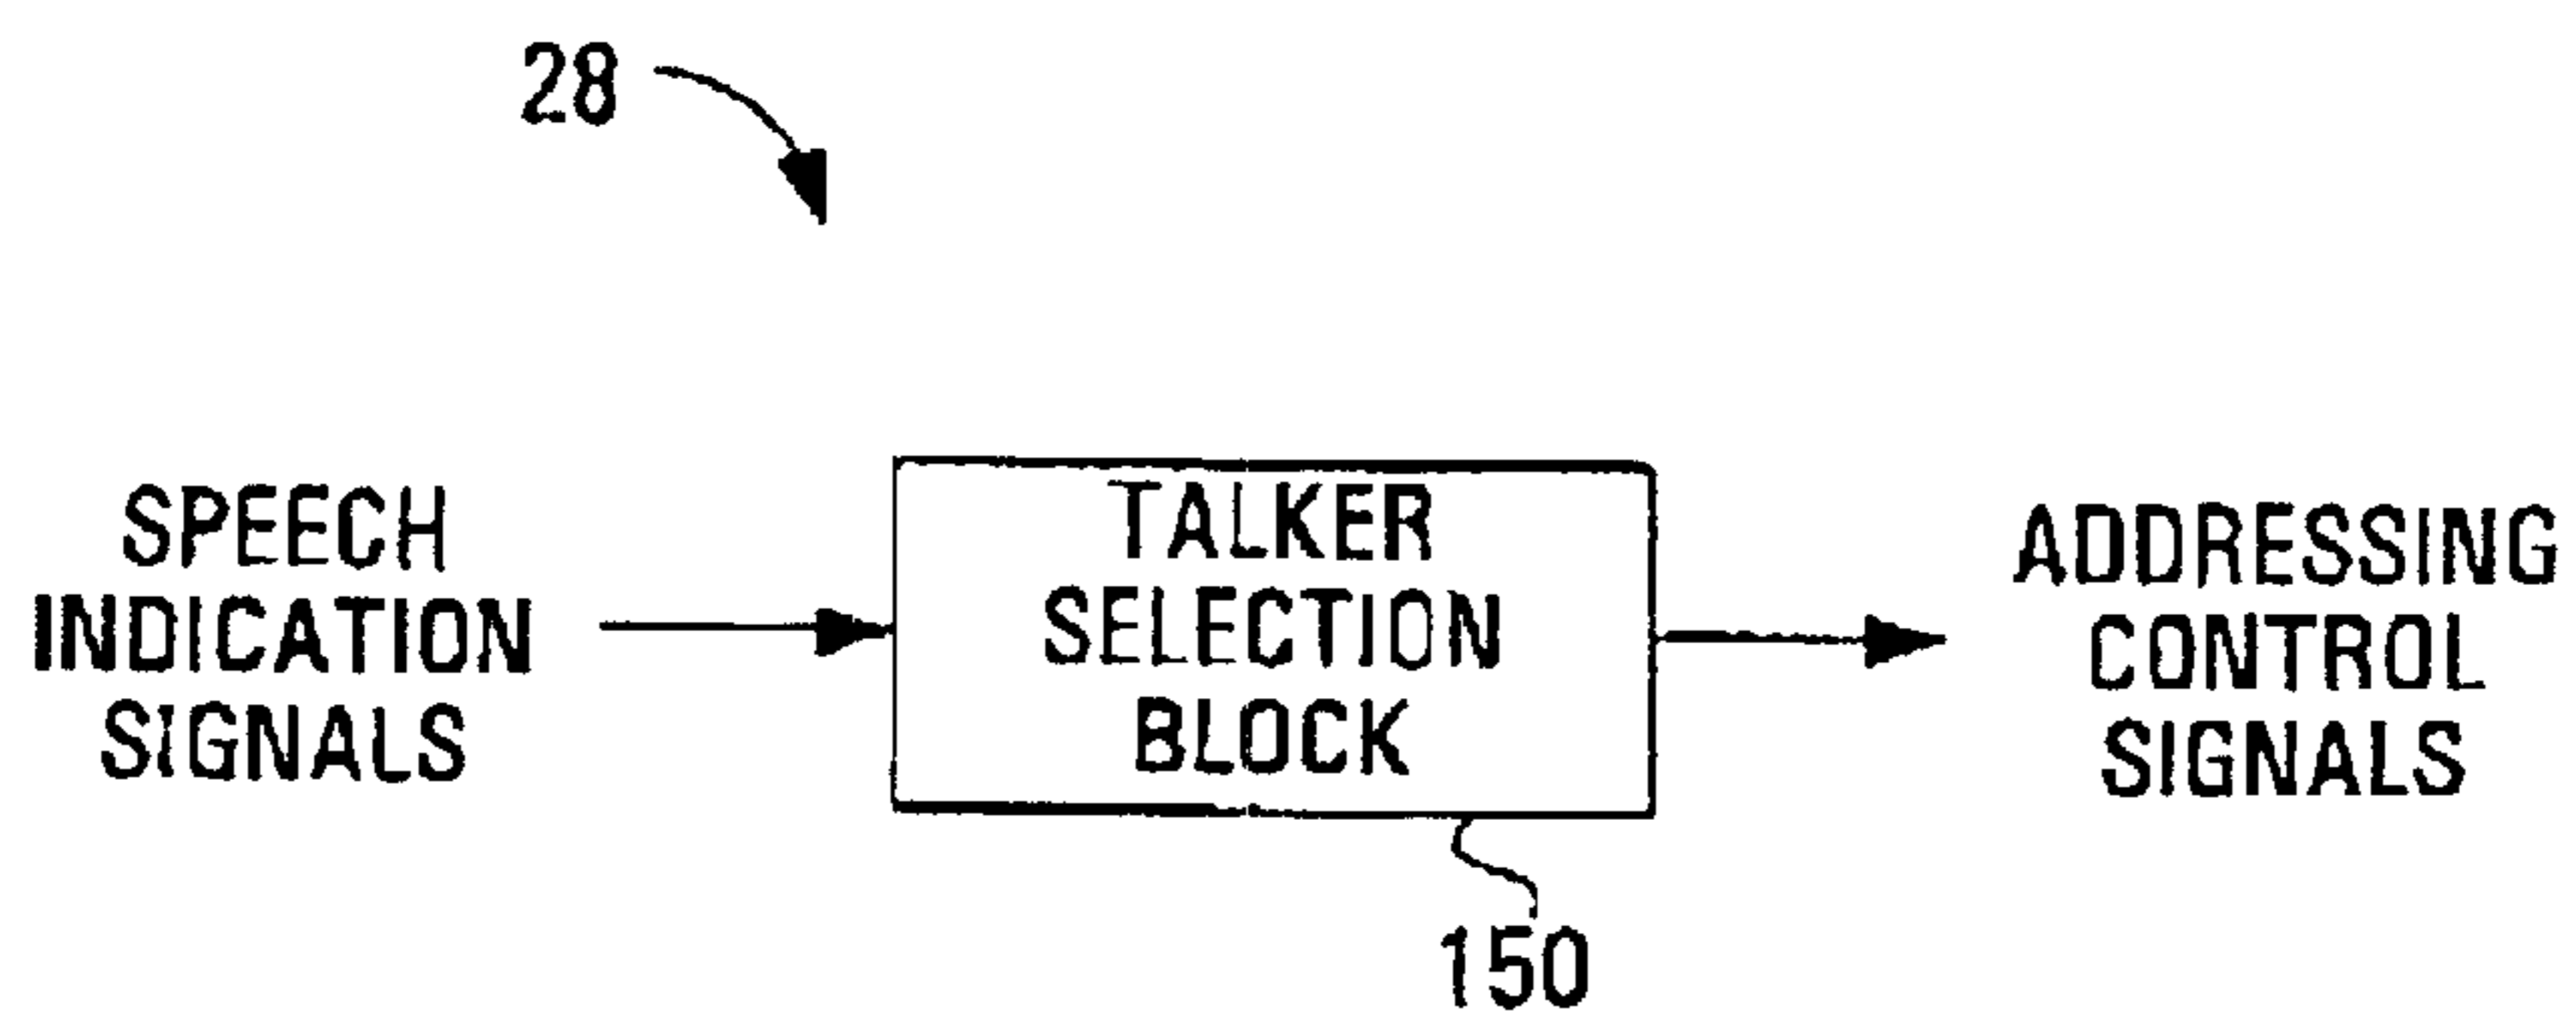 28
SPEECH
INDICATION
SIGNALS
TALKER
SELECTION
BLOCK
ADDRESSING
CONTROL
SIGNALS
150